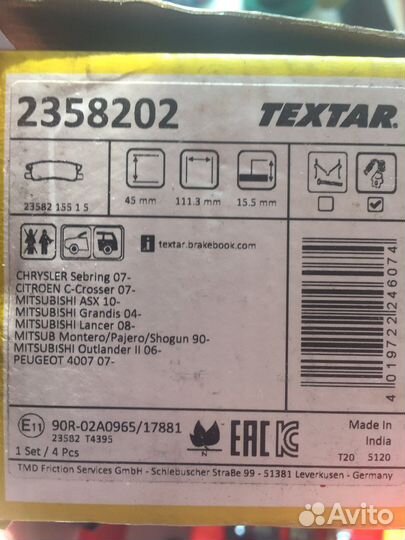 2358202
TEXTAR®
23582 155 1 5
45 mm
111.3 mm
15.5 mm
i textar.brakebook.com
CHRYSLER Sebring 07-
CITROEN C-Crosser 07-
MITSUBISHI ASX 10-
MITSUBISHI Grandis 04-
MITSUBISHI Lancer 08-
MITSUB Montero/Pajero/Shogun 90-
MITSUBISHI Outlander II 06-
PEUGEOT 4007 07-
4019722246074
E11 90R-02A0965/17881
23582 T4395
1 Set / 4 Pcs
N
EAC
Made In
India
T20 5120
TMD Friction Services GmbH - Schlebuscher Straße 99 - 51381 Leverkusen - Germany
Avito